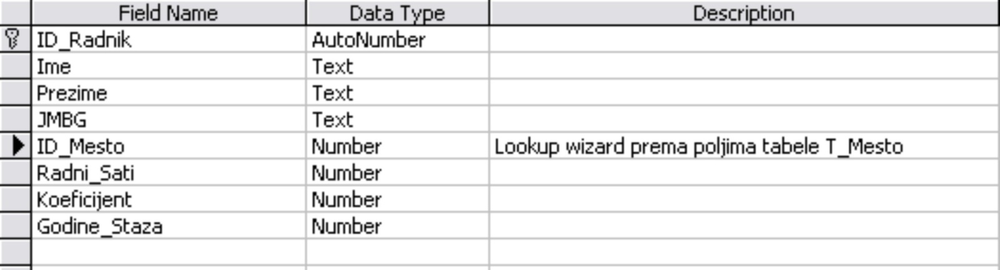 Field Name Data Type Description
ID_Radnik AutoNumber
Ime Text
Prezime Text
JMBG Text
ID_Mesto Number Lookup wizard prema poljima tabele T_Mesto
Radni_Sati Number
Koeficijent Number
Godine_Staza Number